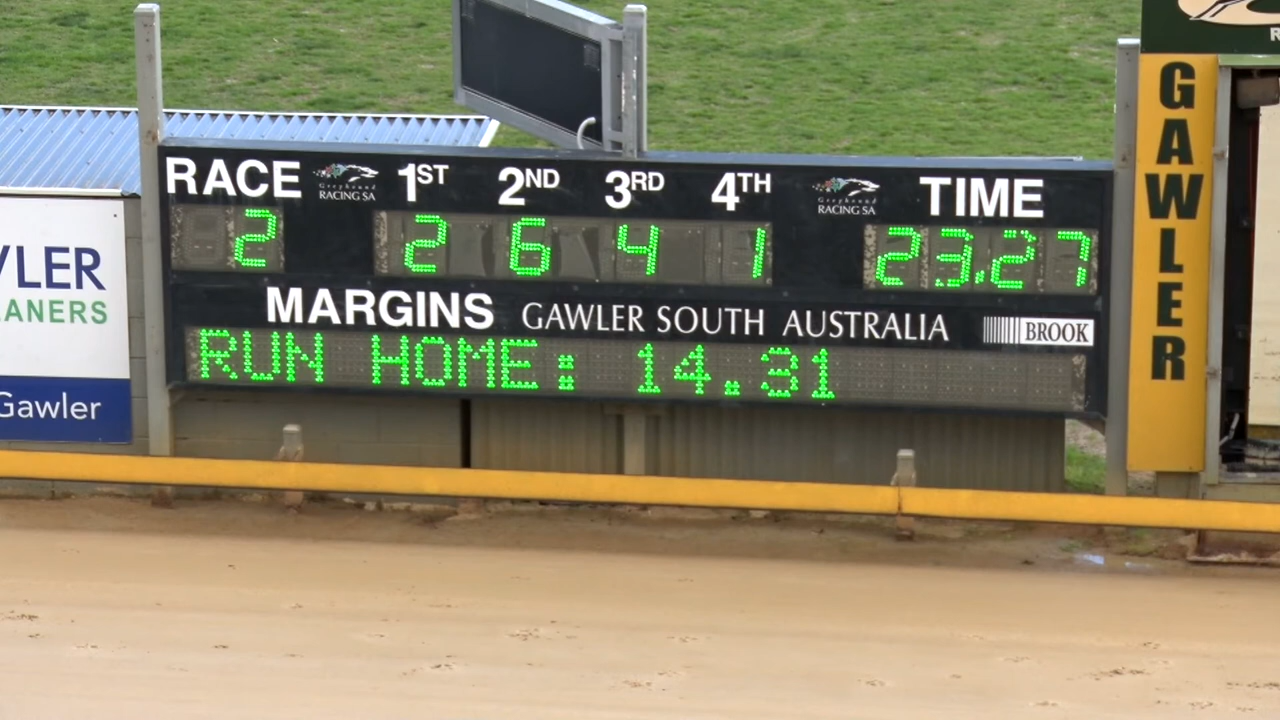 RACE
Greyhound
RACING SA
1ST
2ND
3RD
4TH
Greyhound
RACING SA
TIME
2
2
6
4
1
23.27
MARGINS
GAWLER SOUTH AUSTRALIA
BROOK
RUN HOME: 14.31
GAWLER
WLER
ANERS
Gawler
R